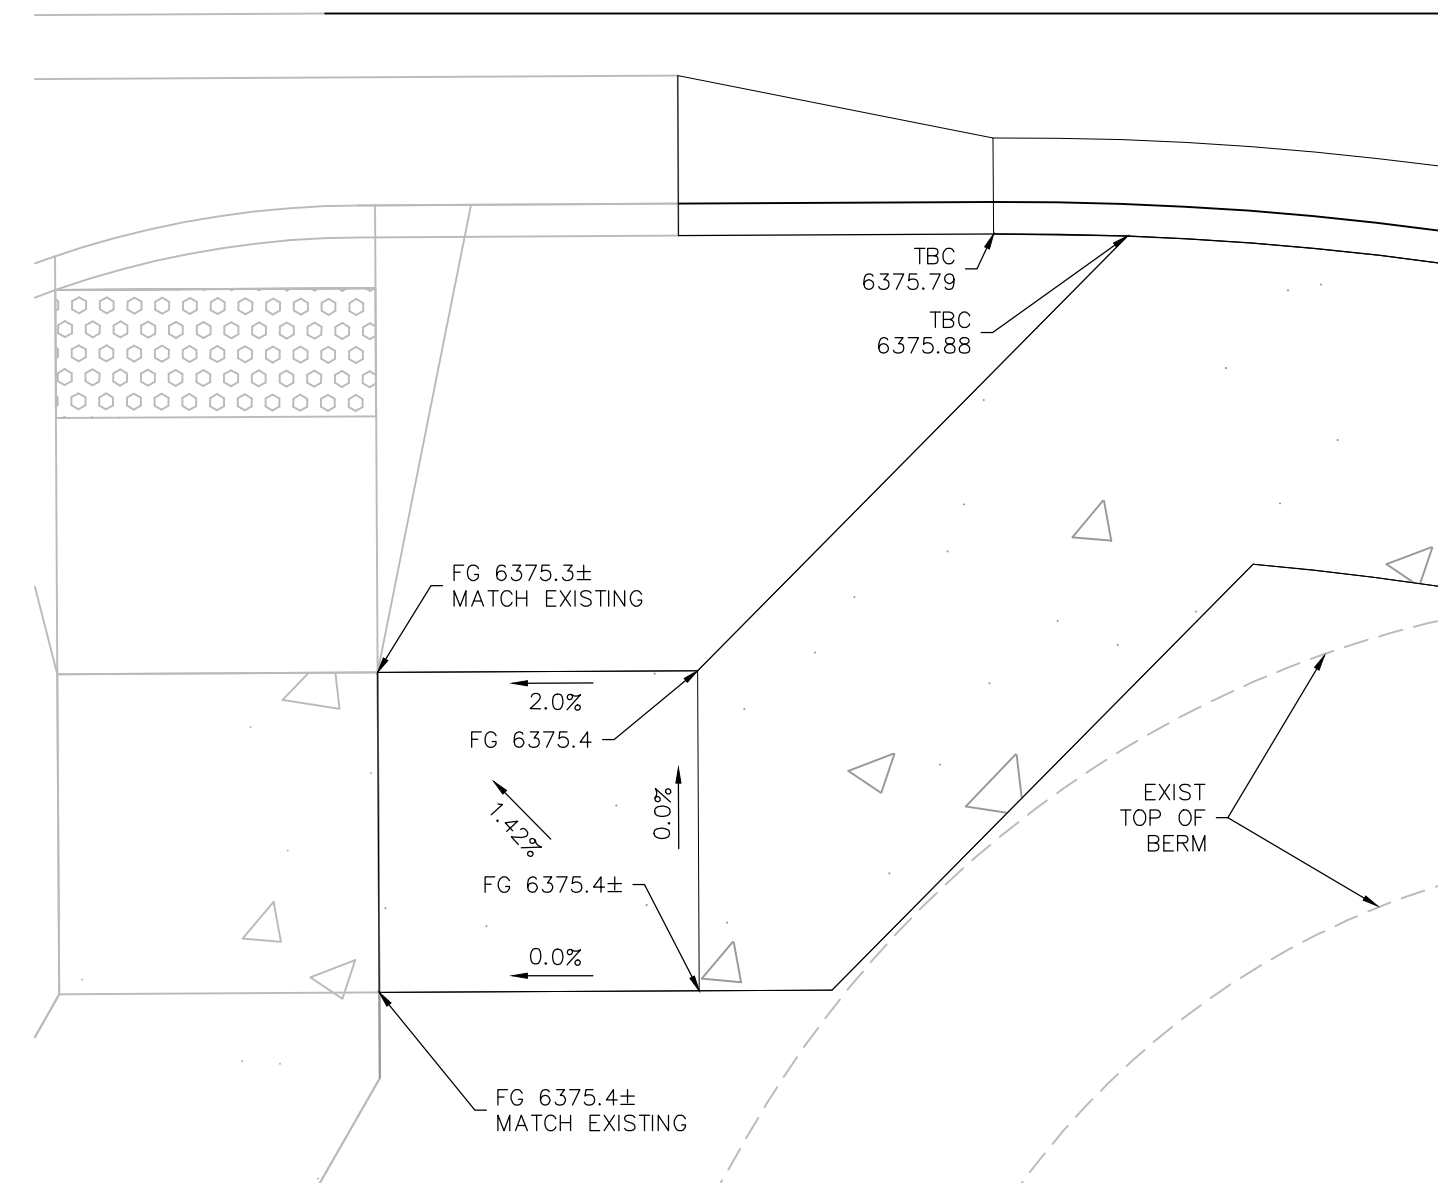 TBC
6375.79
TBC
6375.88
FG 6375.3±
MATCH EXISTING
2.0%
FG 6375.4
1.42%
0.0%
EXIST
TOP OF
BERM
FG 6375.4±
0.0%
FG 6375.4±
MATCH EXISTING